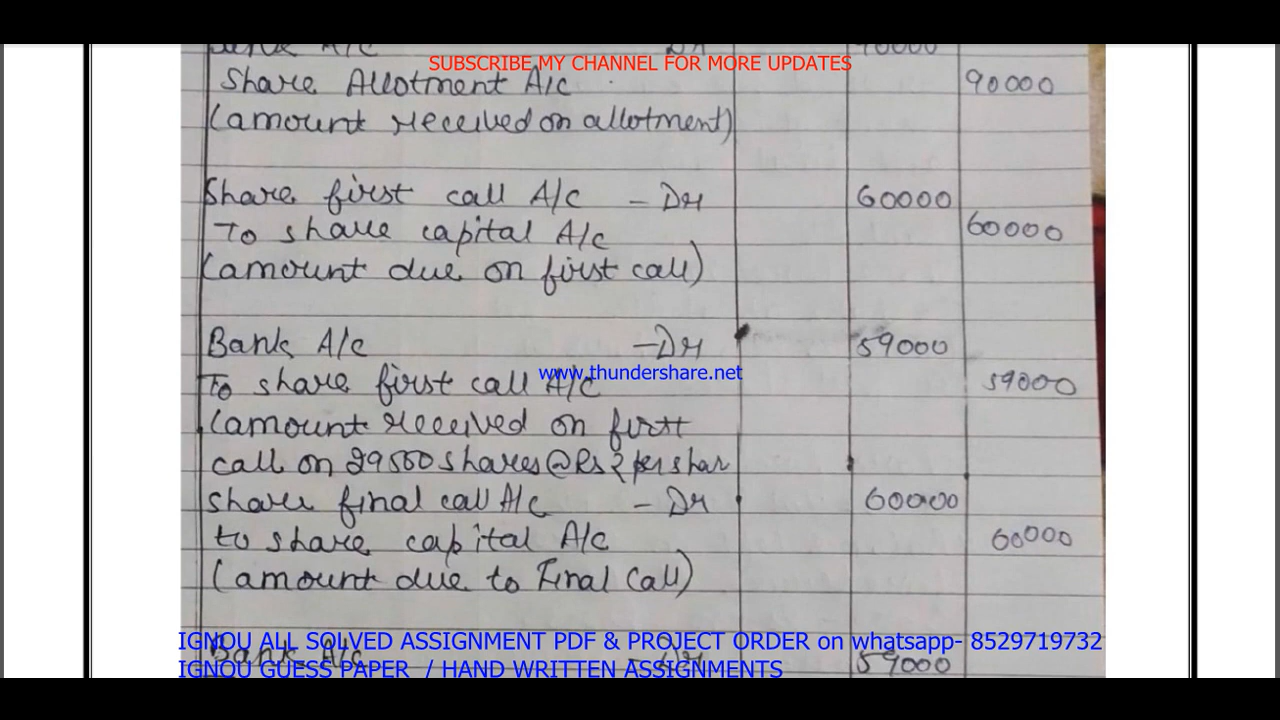 SUBSCRIBE MY CHANNEL FOR MORE UPDATES
Share Allotment A/c 90000
(amount received on allotment)
Share first call A/c - Dr 60000
To share capital A/c 60000
(amount due on first call)
Bank A/c - Dr 59000
www.thundershare.net
To share first call A/c 59000
(amount received on first
call on 29500 shares @ Rs 2 per shar
share final call A/c - Dr 60000
to share capital A/c 60000
(amount due to Final Call)
IGNOU ALL SOLVED ASSIGNMENT PDF & PROJECT ORDER on whatsapp- 8529719732
Bank A/c - Dr 59000
IGNOU GUESS PAPER / HAND WRITTEN ASSIGNMENTS